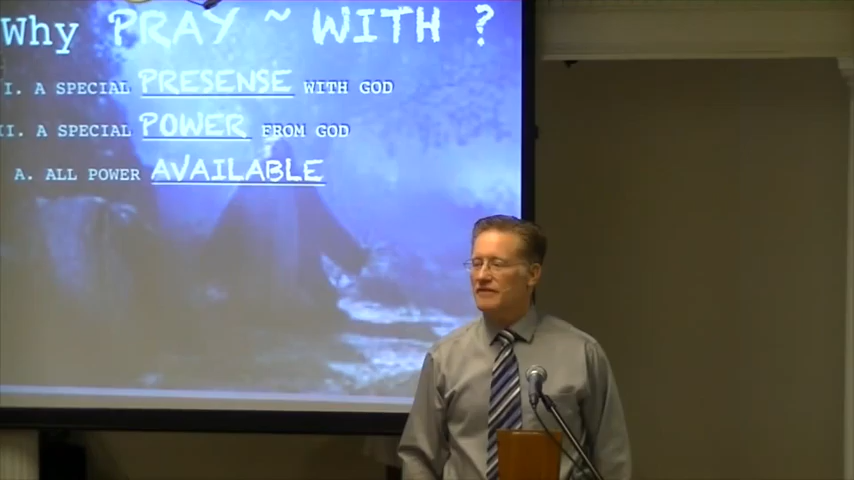 Why PRAY ~ WITH ?
I. A SPECIAL PRESENSE WITH GOD
II. A SPECIAL POWER FROM GOD
A. ALL POWER AVAILABLE